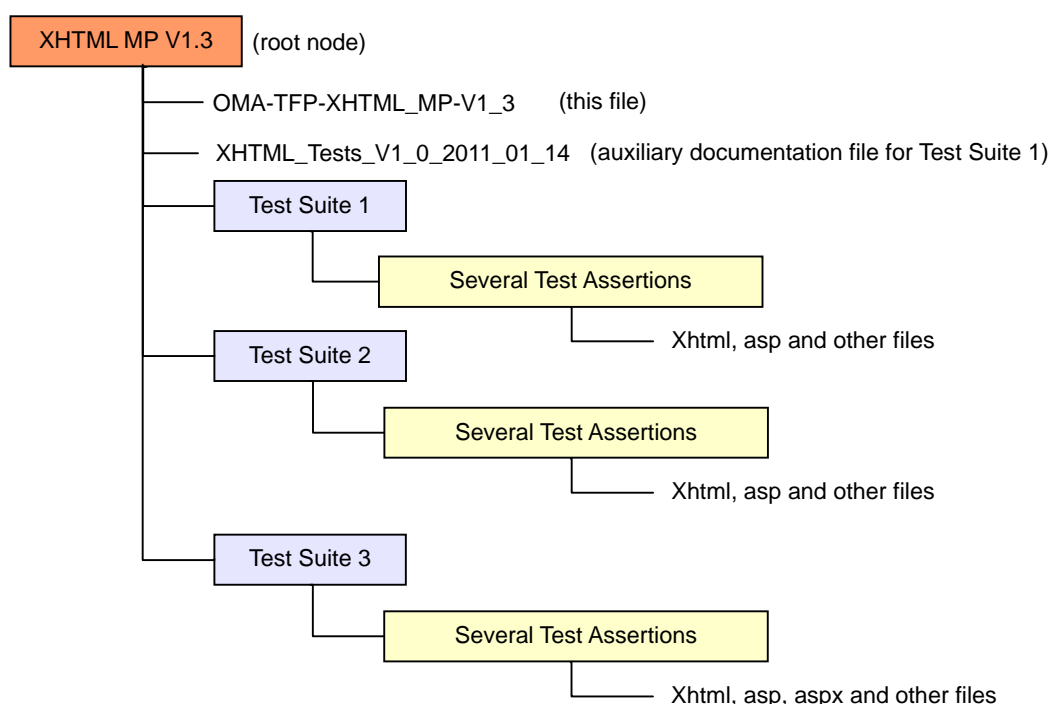 XHTML MP V1.3 (root node)
OMA-TFP-XHTML_MP-V1_3 (this file)
XHTML_Tests_V1_0_2011_01_14 (auxiliary documentation file for Test Suite 1)
Test Suite 1
Several Test Assertions
Xhtml, asp and other files
Test Suite 2
Several Test Assertions
Xhtml, asp and other files
Test Suite 3
Several Test Assertions
Xhtml, asp, aspx and other files